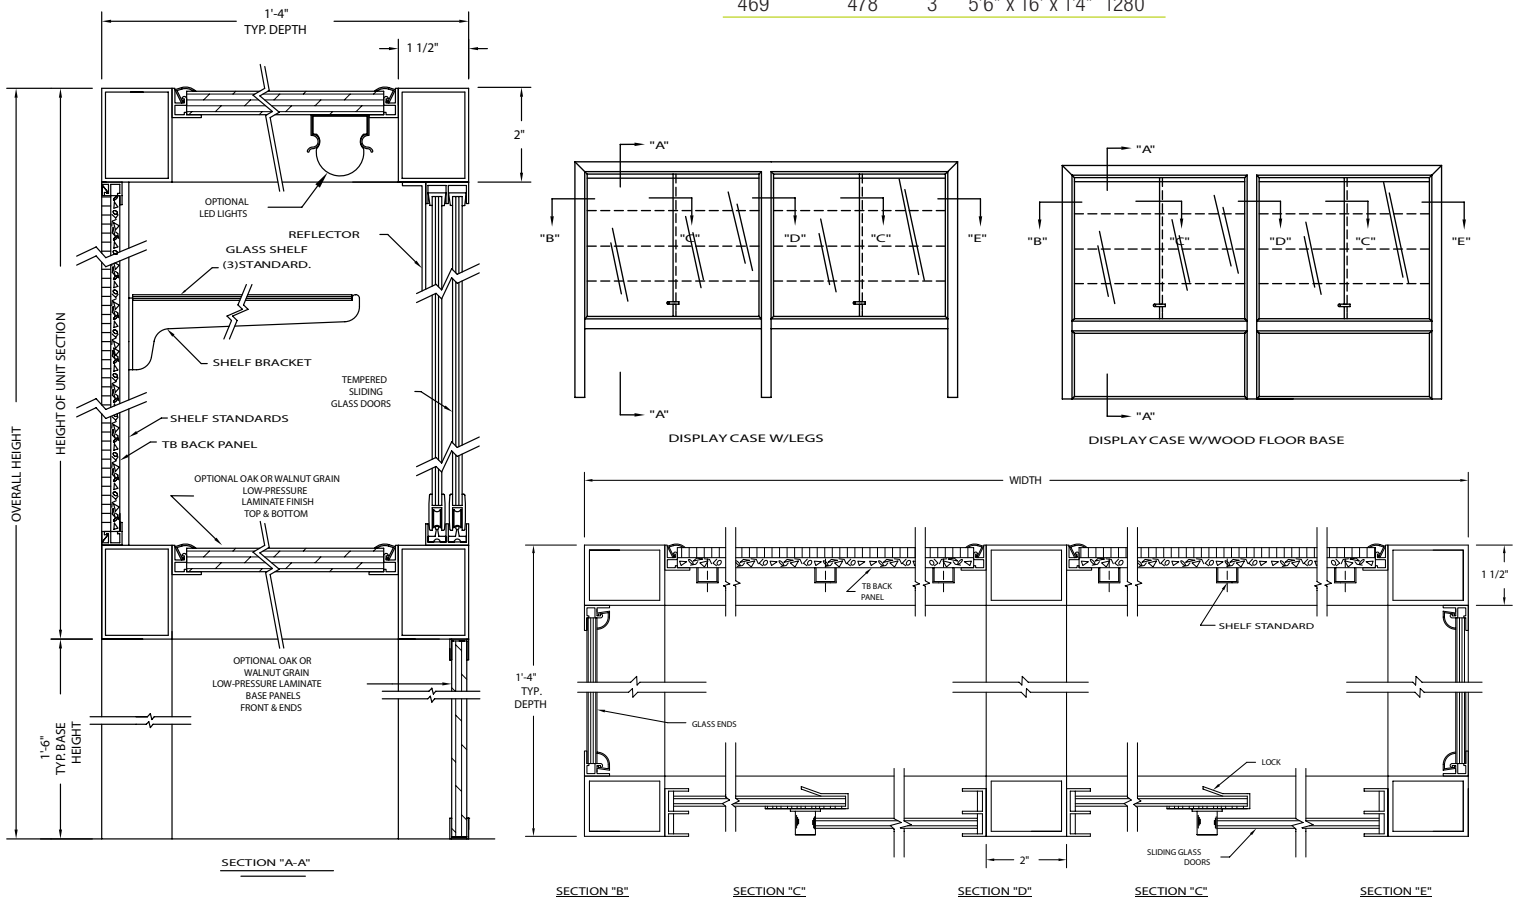 469 478 3 5'6" x 16' x 1'4" 1280
1'-4"
TYP. DEPTH
1 1/2"
2"
OPTIONAL
LED LIGHTS
REFLECTOR
GLASS SHELF
(3)STANDARD.
SHELF BRACKET
TEMPERED
SLIDING
GLASS DOORS
SHELF STANDARDS
TB BACK PANEL
OPTIONAL OAK OR WALNUT GRAIN
LOW-PRESSURE
LAMINATE FINISH
TOP & BOTTOM
OPTIONAL OAK OR
WALNUT GRAIN
LOW-PRESSURE LAMINATE
BASE PANELS
FRONT & ENDS
OVERALL HEIGHT
HEIGHT OF UNIT SECTION
1'-6"
TYP. BASE
HEIGHT
SECTION "A-A"
"A"
"B"
"C"
"D"
"C"
"E"
"A"
DISPLAY CASE W/LEGS
"A"
"B"
"C"
"D"
"C"
"E"
"A"
DISPLAY CASE W/WOOD FLOOR BASE
WIDTH
1 1/2"
TB BACK
PANEL
SHELF STANDARD
1'-4"
TYP.
DEPTH
GLASS ENDS
LOCK
SLIDING GLASS
DOORS
2"
SECTION "B"
SECTION "C"
SECTION "D"
SECTION "C"
SECTION "E"